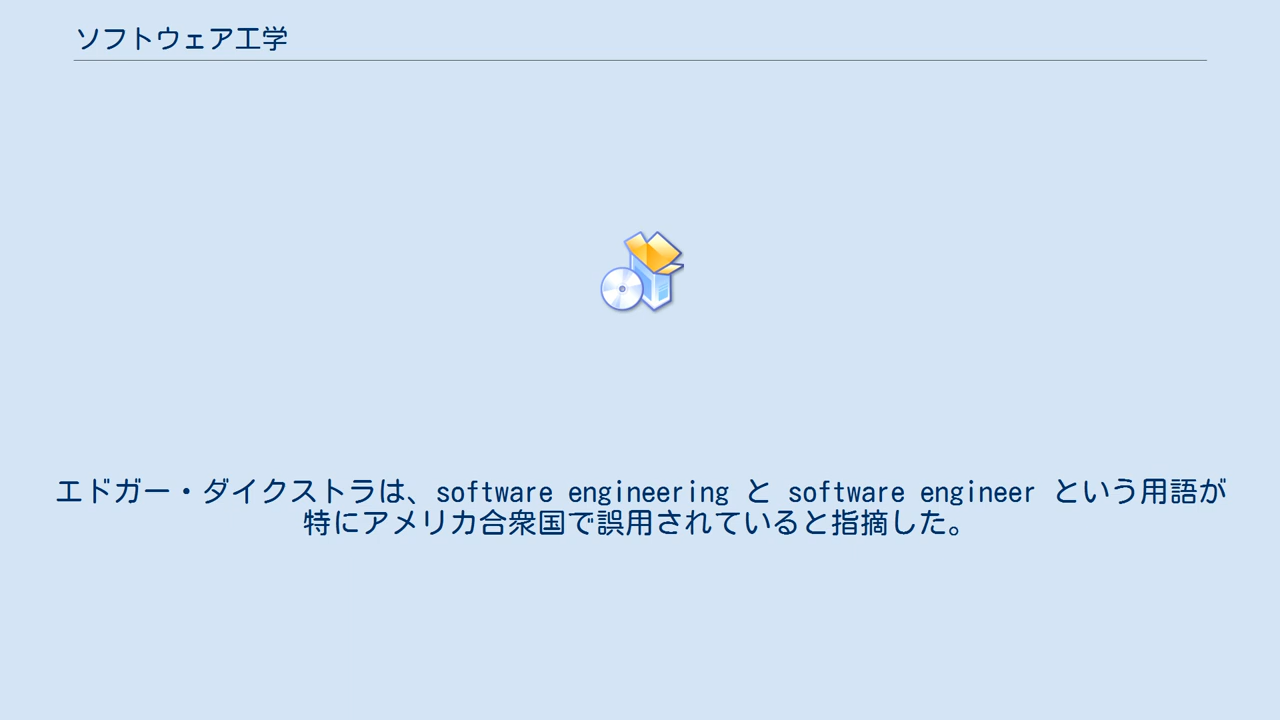 ソフトウェア工学
エドガー・ダイクストラは、software engineering と software engineer という用語が
特にアメリカ合衆国で誤用されていると指摘した。